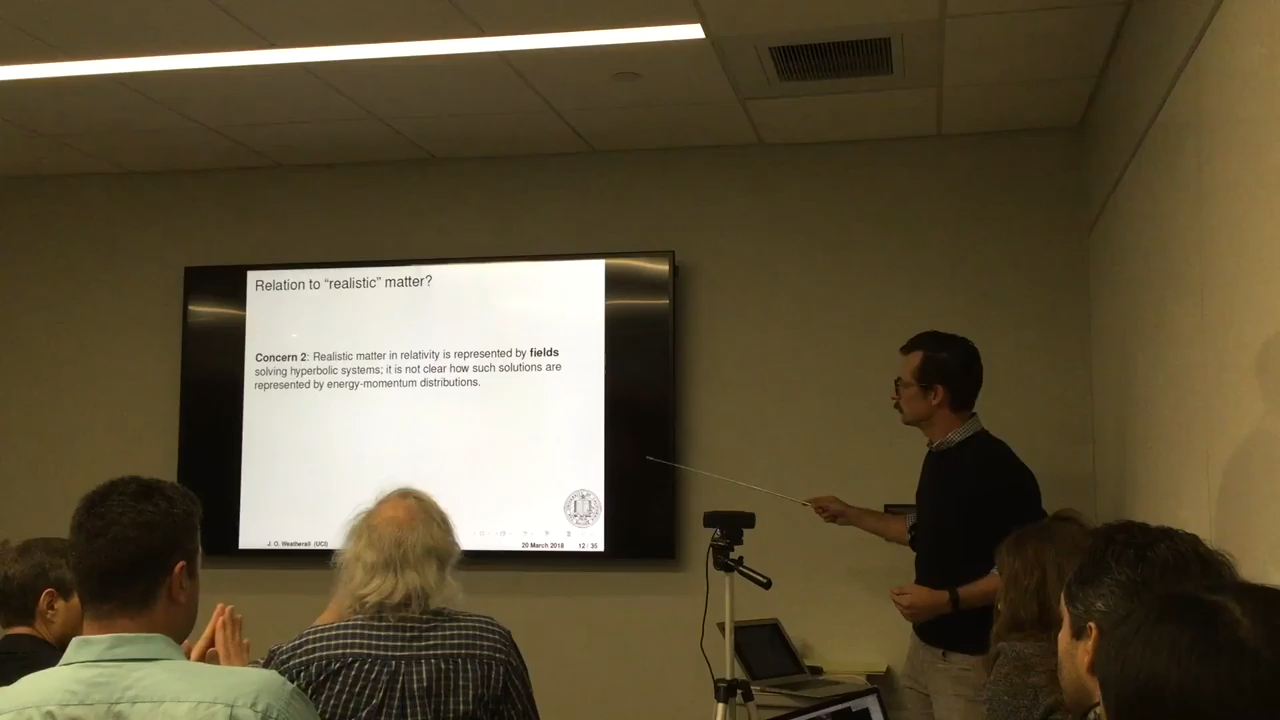 Relation to “realistic” matter?
Concern 2: Realistic matter in relativity is represented by fields
solving hyperbolic systems; it is not clear how such solutions are
represented by energy-momentum distributions.
J. O. Weatherall (UCI)
20 March 2018 12 / 35